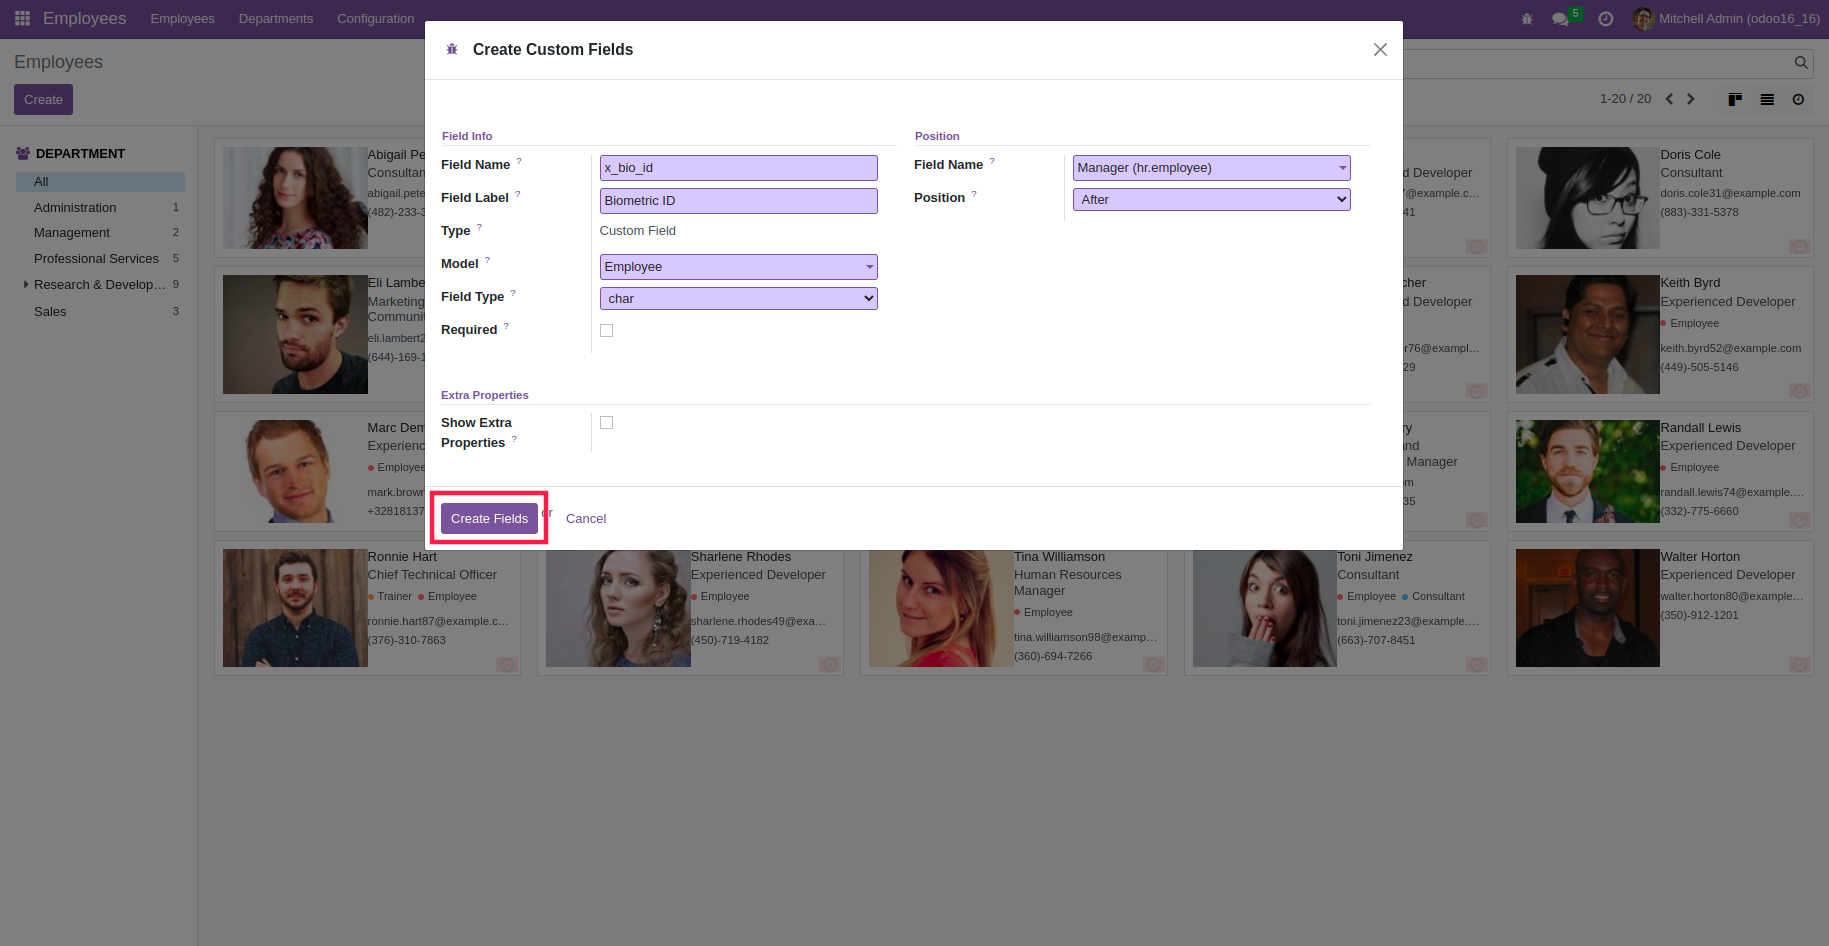 Employees Employees Departments Configuration 5 Mitchell Admin (odoo16_16)
Create Custom Fields
Employees
Create
1-20 / 20
Field Info
Field Name ? x_bio_id
Field Label ? Biometric ID
Type ? Custom Field
Model ? Employee
Field Type ? char
Required ?
Position
Field Name ? Manager (hr.employee)
Position ? After
Extra Properties
Show Extra
Properties ?
Create Fields or Cancel
DEPARTMENT
All
Administration 1
Management 2
Professional Services 5
Research & Develop... 9
Sales 3
Abigail Pe
Consultan
abigail.pete
(482)-233-3
d Developer
7@example.c...
41
Doris Cole
Consultant
doris.cole31@example.com
(883)-331-5378
Eli Lambe
Marketing
Communit
eli.lambert2
(644)-169-1
cher
d Developer
r76@exampl...
29
Keith Byrd
Experienced Developer
Employee
keith.byrd52@example.com
(449)-505-5146
Marc Dem
Experienc
Employee
mark.brown
+32818137
ry
and
Manager
om
35
Randall Lewis
Experienced Developer
Employee
randall.lewis74@example....
(332)-775-6660
Ronnie Hart
Chief Technical Officer
Trainer Employee
ronnie.hart87@example.c...
(376)-310-7863
Sharlene Rhodes
Experienced Developer
Employee
sharlene.rhodes49@exa...
(450)-719-4182
Tina Williamson
Human Resources
Manager
Employee
tina.williamson98@examp...
(360)-694-7266
Toni Jimenez
Consultant
Employee Consultant
toni.jimenez23@example....
(663)-707-8451
Walter Horton
Experienced Developer
walter.horton80@example...
(350)-912-1201